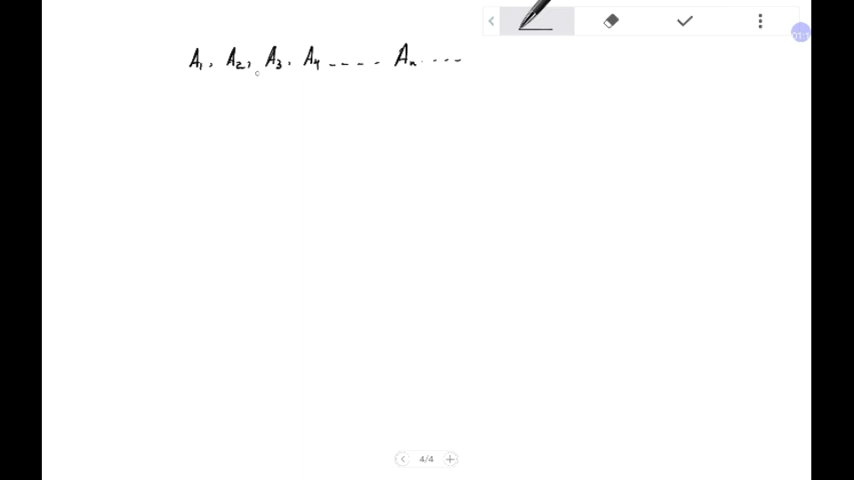 A1, A2, A3, A4 ----- An ....
4/4